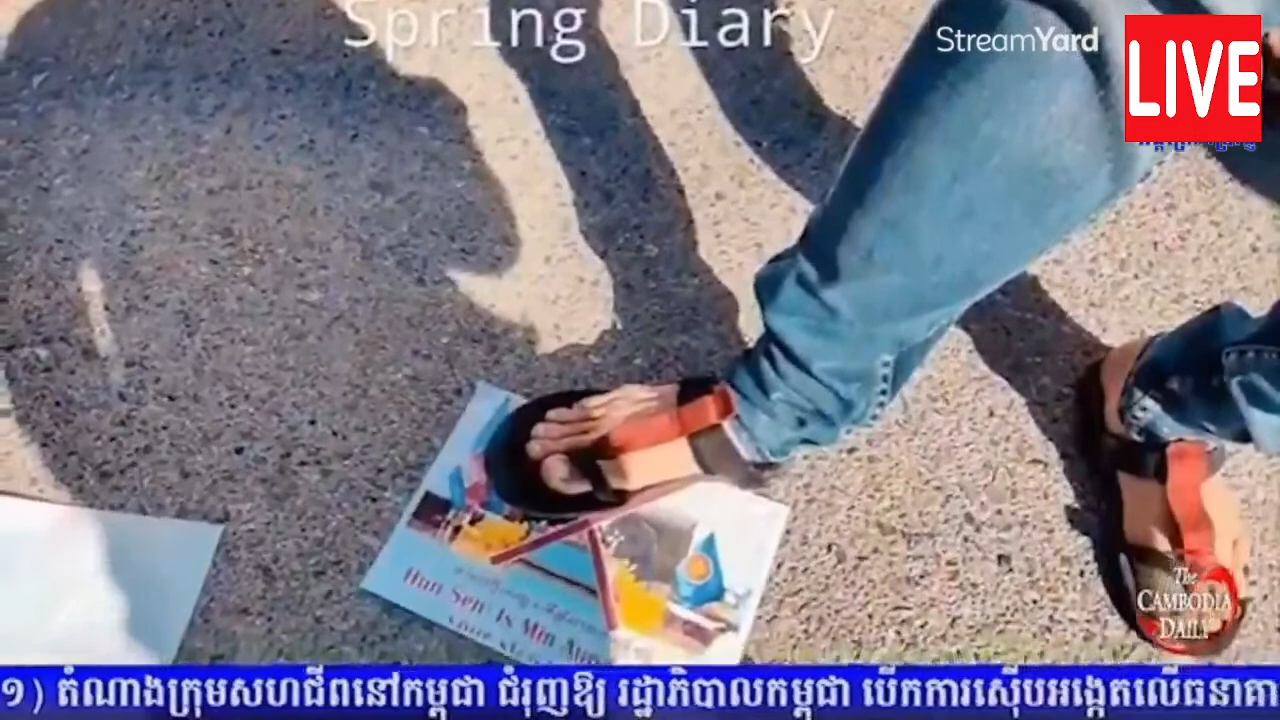 Spring Diary
StreamYard
LIVE
Hun Sen Is Min Aung
The
CAMBODIA
DAILY
១) តំណាងក្រុមសហជីពនៅកម្ពុជា ជំរុញឱ្យ រដ្ឋាភិបាលកម្ពុជា បើកការស៊ើបអង្កេតលើធនាគា